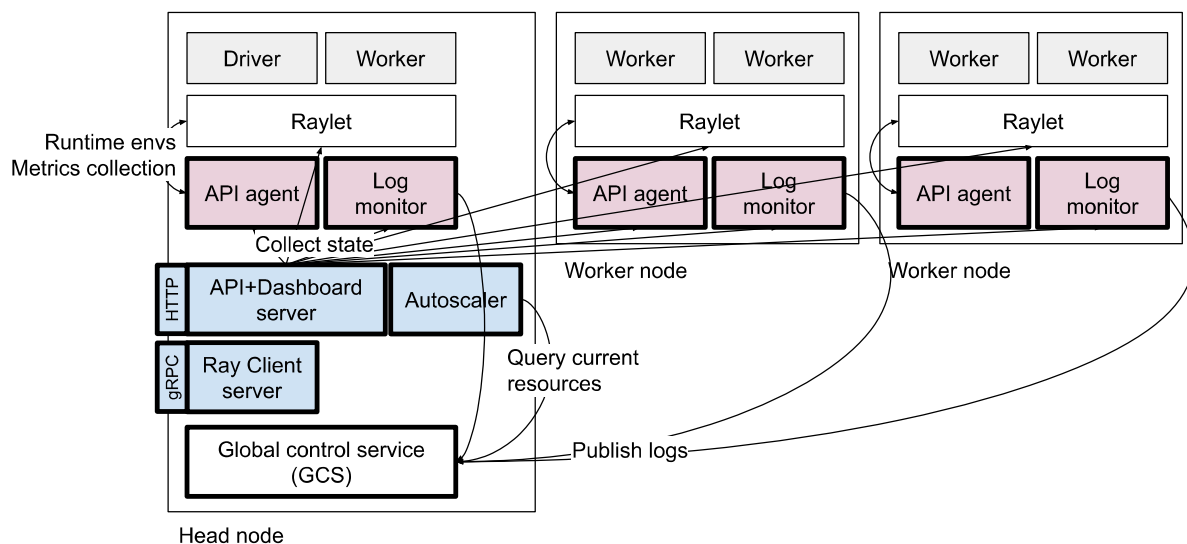 Driver
Worker
Worker
Worker
Worker
Worker
Raylet
Raylet
Raylet
Runtime envs
Metrics collection
API agent
Log
monitor
API agent
Log
monitor
API agent
Log
monitor
Collect state
Worker node
Worker node
HTTP
API+Dashboard
server
Autoscaler
Query current
resources
gRPC
Ray Client
server
Global control service
(GCS)
Publish logs
Head node